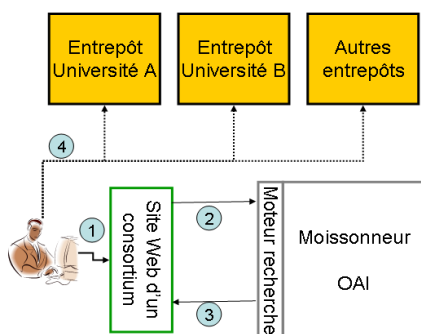 Entrepôt
Université A
Entrepôt
Université B
Autres
entrepôts
4
1
Site Web d'un
consortium
2
3
Moteur recherche
Moissonneur
OAI